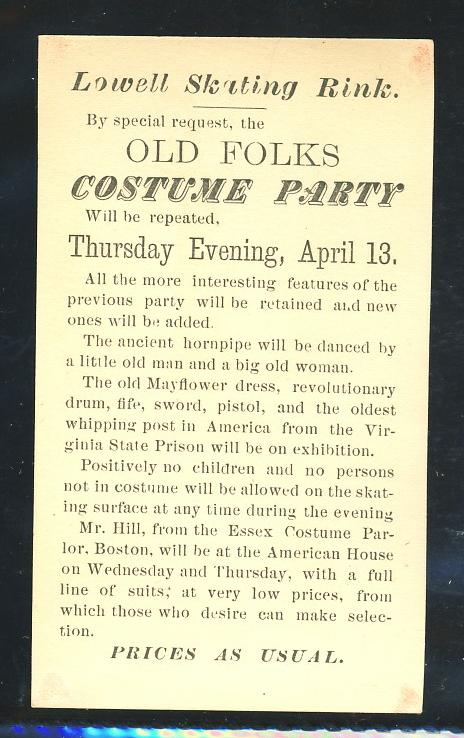 Lowell Skating Rink.
By special request, the
OLD FOLKS
COSTUME PARTY
Will be repeated,
Thursday Evening, April 13.
All the more interesting features of the
previous party will be retained and new
ones will be added.
The ancient hornpipe will be danced by
a little old man and a big old woman.
The old Mayflower dress, revolutionary
drum, fife, sword, pistol, and the oldest
whipping post in America from the Vir-
ginia State Prison will be on exhibition.
Positively no children and no persons
not in costume will be allowed on the skat-
ing surface at any time during the evening
Mr. Hill, from the Essex Costume Par-
lor, Boston, will be at the American House
on Wednesday and Thursday, with a full
line of suits, at very low prices, from
which those who desire can make selec-
tion.
PRICES AS USUAL.